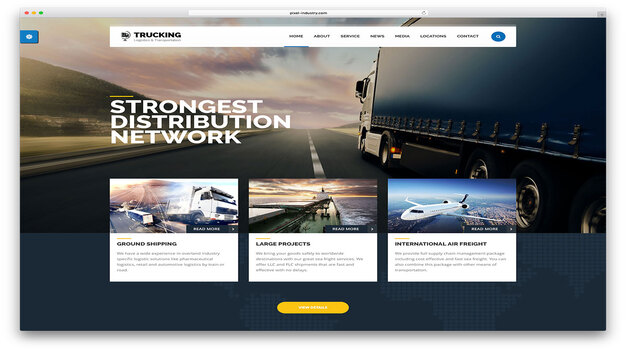 pixel-industry.com
TRUCKING
Logistics & Transportation
HOME ABOUT SERVICE NEWS MEDIA LOCATIONS CONTACT
STRONGEST
DISTRIBUTION
NETWORK
READ MORE
READ MORE
READ MORE
GROUND SHIPPING
We have a wide experience in overland industry
specific logistic solutions like pharmaceutical
logistics, retail and automotive logistics by train or
road.
LARGE PROJECTS
We bring your goods safely to worldwide
destinations with our great sea fright services. We
offer LLC and FLC shipments that are fast and
effective with no delays.
INTERNATIONAL AIR FREIGHT
We provide full supply chain management package
including cost effective and fast sea freight. You can
also combine this package with other means of
transportation.
VIEW DETAILS